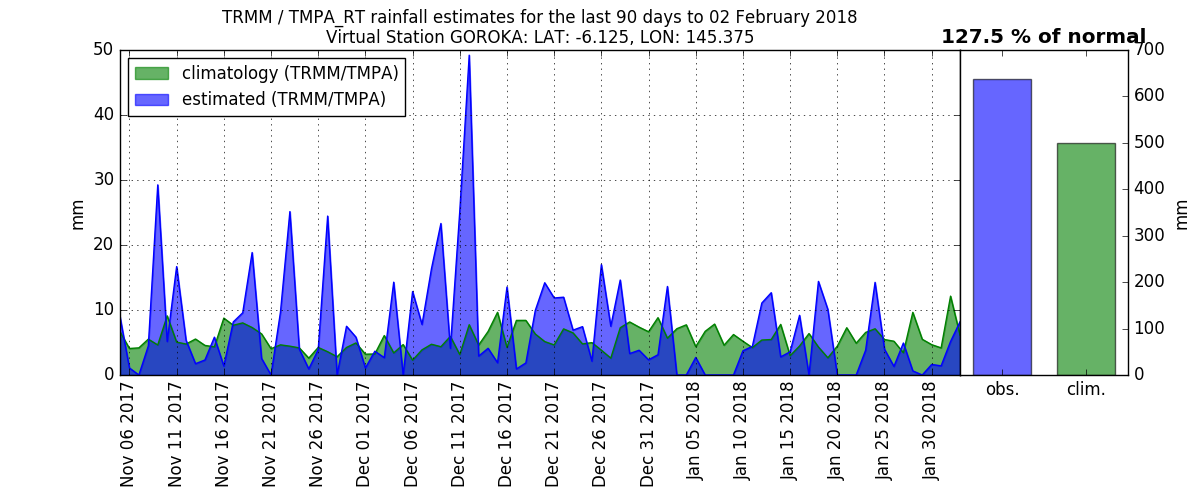 TRMM / TMPA_RT rainfall estimates for the last 90 days to 02 February 2018
Virtual Station GOROKA: LAT: -6.125, LON: 145.375
127.5 % of normal
climatology (TRMM/TMPA)
estimated (TRMM/TMPA)
50
40
30
20
10
0
mm
700
600
500
400
300
200
100
0
mm
Nov 06 2017
Nov 11 2017
Nov 16 2017
Nov 21 2017
Nov 26 2017
Dec 01 2017
Dec 06 2017
Dec 11 2017
Dec 16 2017
Dec 21 2017
Dec 26 2017
Dec 31 2017
Jan 05 2018
Jan 10 2018
Jan 15 2018
Jan 20 2018
Jan 25 2018
Jan 30 2018
obs.
clim.